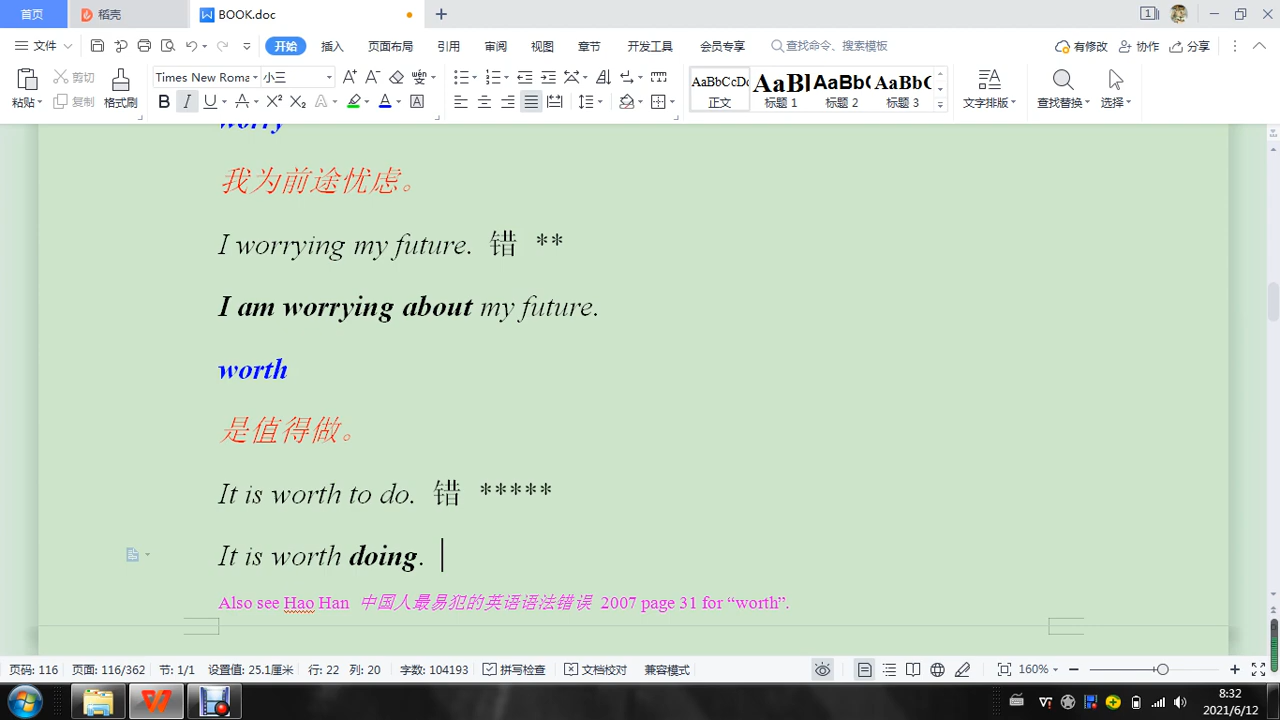 首页 稻壳 BOOK.doc
文件 开始 插入 页面布局 引用 审阅 视图 章节 开发工具 会员专享 查找命令、搜索模板 有修改 协作 分享
粘贴 剪切 复制 格式刷 Times New Roma 小三 AaBbCcDd 正文 AaBl 标题 1 AaBb( 标题 2 AaBbC 标题 3 文字排版 查找替换 选择
worry
我为前途忧虑。
I worrying my future. 错 **
I am worrying about my future.
worth
是值得做。
It is worth to do. 错 *****
It is worth doing.
Also see Hao Han 中国人最易犯的英语语法错误 2007 page 31 for “worth”.
页码: 116 页面: 116/362 节: 1/1 设置值: 25.1厘米 行: 22 列: 20 字数: 104193 拼写检查 文档校对 兼容模式 160%
8:32
2021/6/12